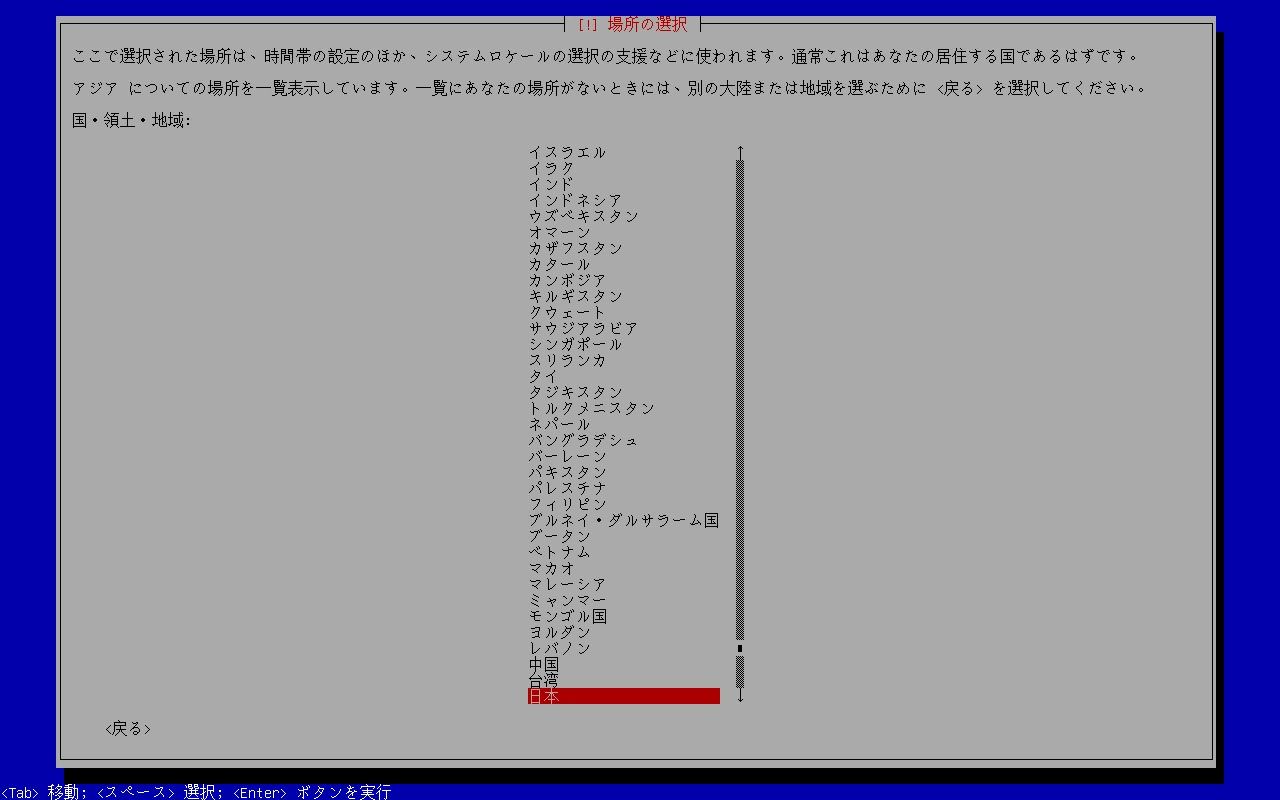 [!] 場所の選択
ここで選択された場所は、時間帯の設定のほか、システムロケールの選択の支援などに使われます。通常これはあなたの居住する国であるはずです。
アジア についての場所を一覧表示しています。一覧にあなたの場所がないときには、別の大陸または地域を選ぶために <戻る> を選択してください。
国・領土・地域:
イスラエル
イラク
インド
インドネシア
ウズベキスタン
オマーン
カザフスタン
カタール
カンボジア
キルギスタン
クウェート
サウジアラビア
シンガポール
スリランカ
タイ
タジキスタン
トルクメニスタン
ネパール
バングラデシュ
バーレーン
パキスタン
パレスチナ
フィリピン
ブルネイ・ダルサラーム国
ブータン
ベトナム
マカオ
マレーシア
ミャンマー
モンゴル国
ヨルダン
レバノン
中国
台湾
日本
<戻る>
<Tab> 移動; <スペース> 選択; <Enter> ボタンを実行